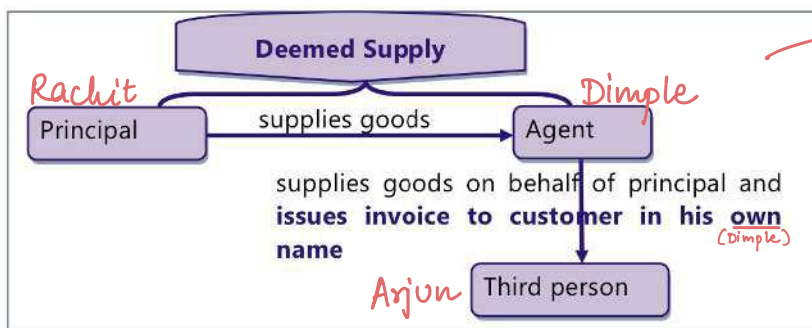 Deemed Supply
Rachit
Dimple
Principal
supplies goods
Agent
supplies goods on behalf of principal and
issues invoice to customer in his own
(Dimple)
name
Arjun
Third person